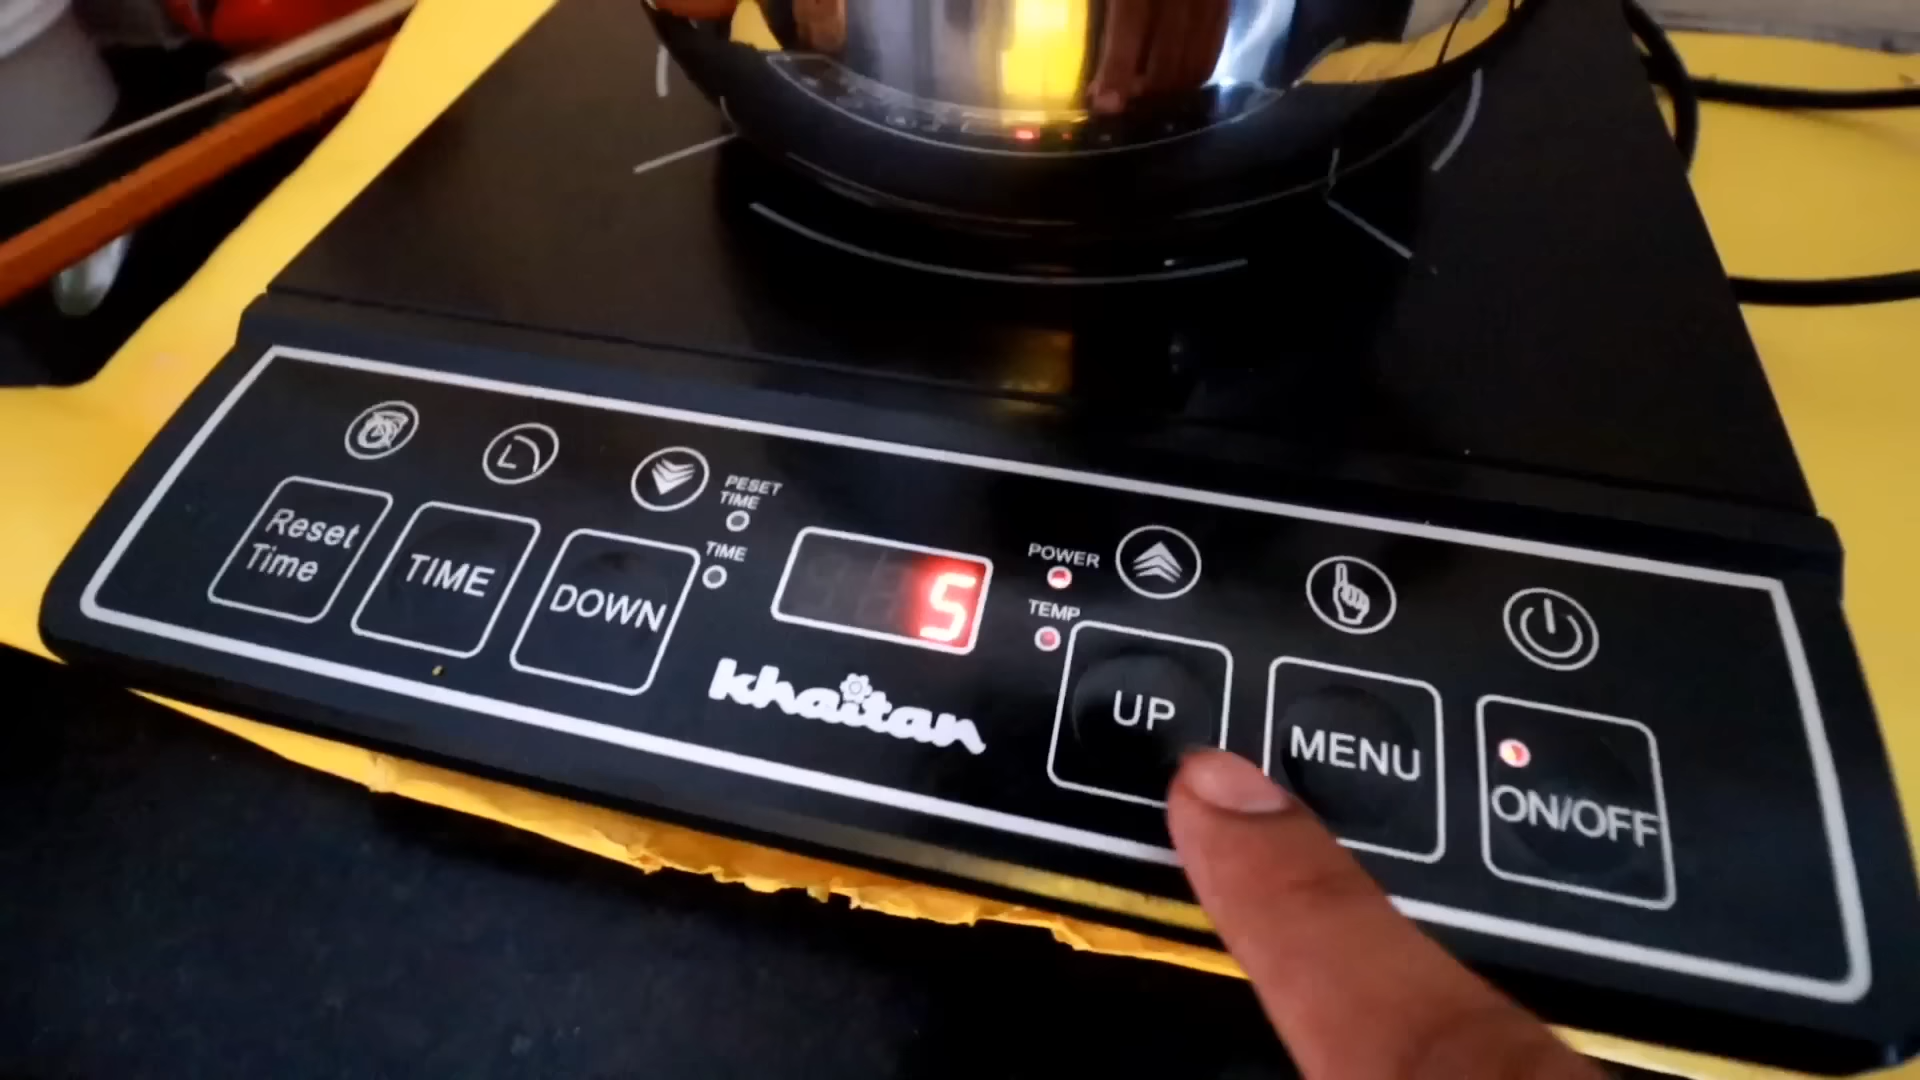 Reset
Time
TIME
DOWN
PESET
TIME
TIME
5
khaitan
POWER
TEMP
UP
MENU
ON/OFF